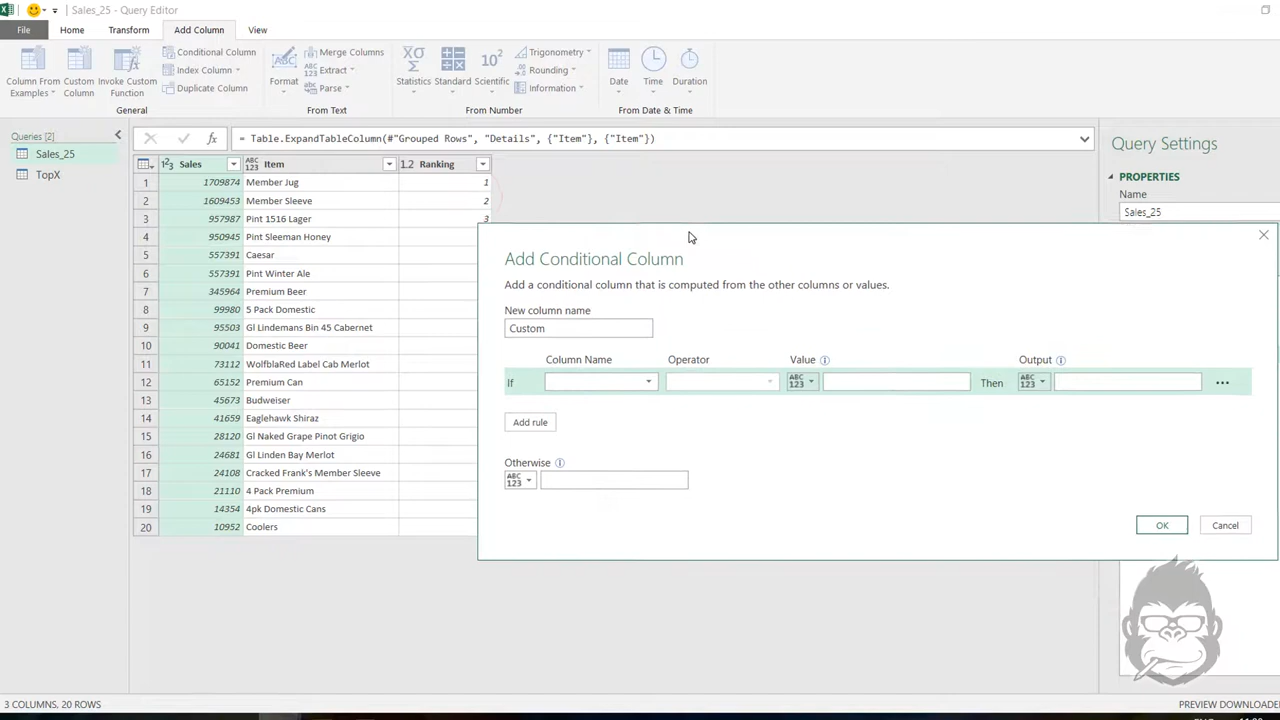 Sales_25 - Query Editor
File Home Transform Add Column View
Column From Examples
Custom Column
Invoke Custom Function
Conditional Column
Index Column
Duplicate Column
General
Format
Merge Columns
Extract
Parse
From Text
Statistics
Standard
Scientific
Trigonometry
Rounding
Information
From Number
Date
Time
Duration
From Date & Time
Queries [2]
Sales_25
TopX
= Table.ExpandTableColumn(#"Grouped Rows", "Details", {"Item"}, {"Item"})
Sales Item Ranking
1 1709874 Member Jug 1
2 1609453 Member Sleeve 2
3 957987 Pint 1516 Lager 3
4 950945 Pint Sleeman Honey
5 557391 Caesar
6 557391 Pint Winter Ale
7 345964 Premium Beer
8 99980 5 Pack Domestic
9 95503 Gl Lindemans Bin 45 Cabernet
10 90041 Domestic Beer
11 73112 WolfblaRed Label Cab Merlot
12 65152 Premium Can
13 45673 Budweiser
14 41659 Eaglehawk Shiraz
15 28120 Gl Naked Grape Pinot Grigio
16 24681 Gl Linden Bay Merlot
17 24108 Cracked Frank's Member Sleeve
18 21110 4 Pack Premium
19 14354 4pk Domestic Cans
20 10952 Coolers
Query Settings
PROPERTIES
Name
Sales_25
Add Conditional Column
Add a conditional column that is computed from the other columns or values.
New column name
Custom
Column Name Operator Value Output
If ABC 123 Then ABC 123 ...
Add rule
Otherwise
ABC 123
OK Cancel
3 COLUMNS, 20 ROWS
PREVIEW DOWNLOADE